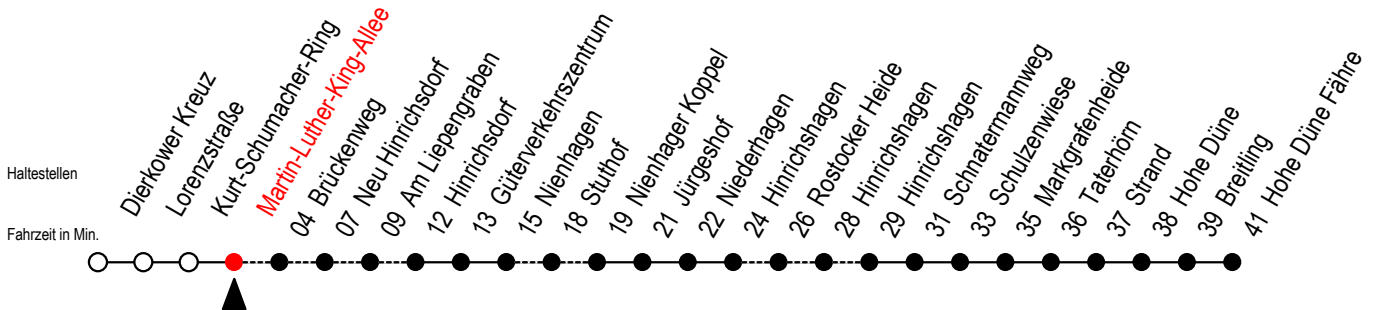 Haltestellen
Fahrzeit in Min.
Dierkower Kreuz
Lorenzstraße
Kurt-Schumacher-Ring
Martin-Luther-King-Allee
04 Brückenweg
07 Neu Hinrichsdorf
09 Am Liepengraben
12 Hinrichsdorf
13 Güterverkehrszentrum
15 Nienhagen
18 Stuthof
19 Nienhager Koppel
21 Jürgeshof
22 Niederhagen
24 Hinrichshagen
26 Rostocker Heide
28 Hinrichshagen
29 Hinrichshagen
31 Schnatermannweg
33 Schulzenwiese
35 Markgrafenheide
36 Taterhörn
37 Strand
38 Hohe Düne
39 Breitling
41 Hohe Düne Fähre